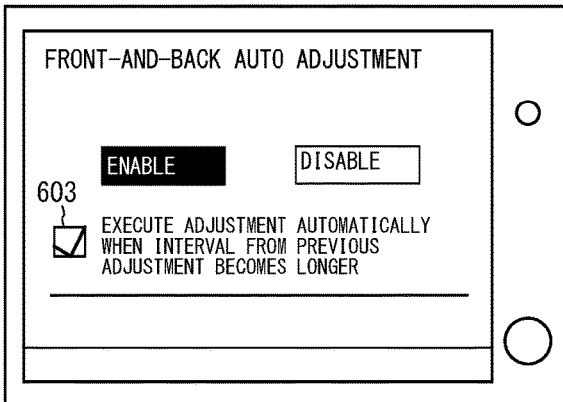 FRONT-AND-BACK AUTO ADJUSTMENT
ENABLE
DISABLE
603
EXECUTE ADJUSTMENT AUTOMATICALLY
WHEN INTERVAL FROM PREVIOUS
ADJUSTMENT BECOMES LONGER